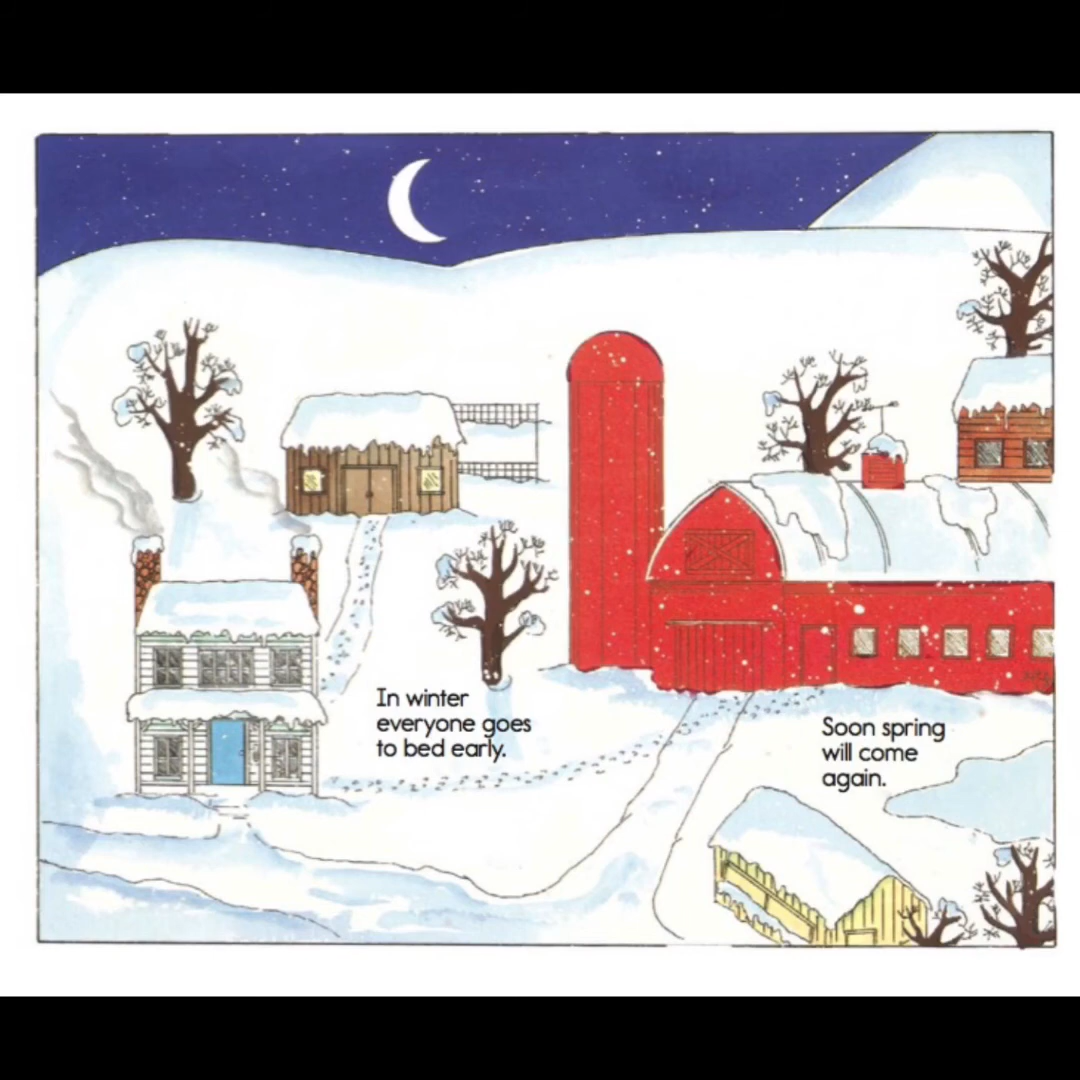 In winter
everyone goes
to bed early.
Soon spring
will come
again.